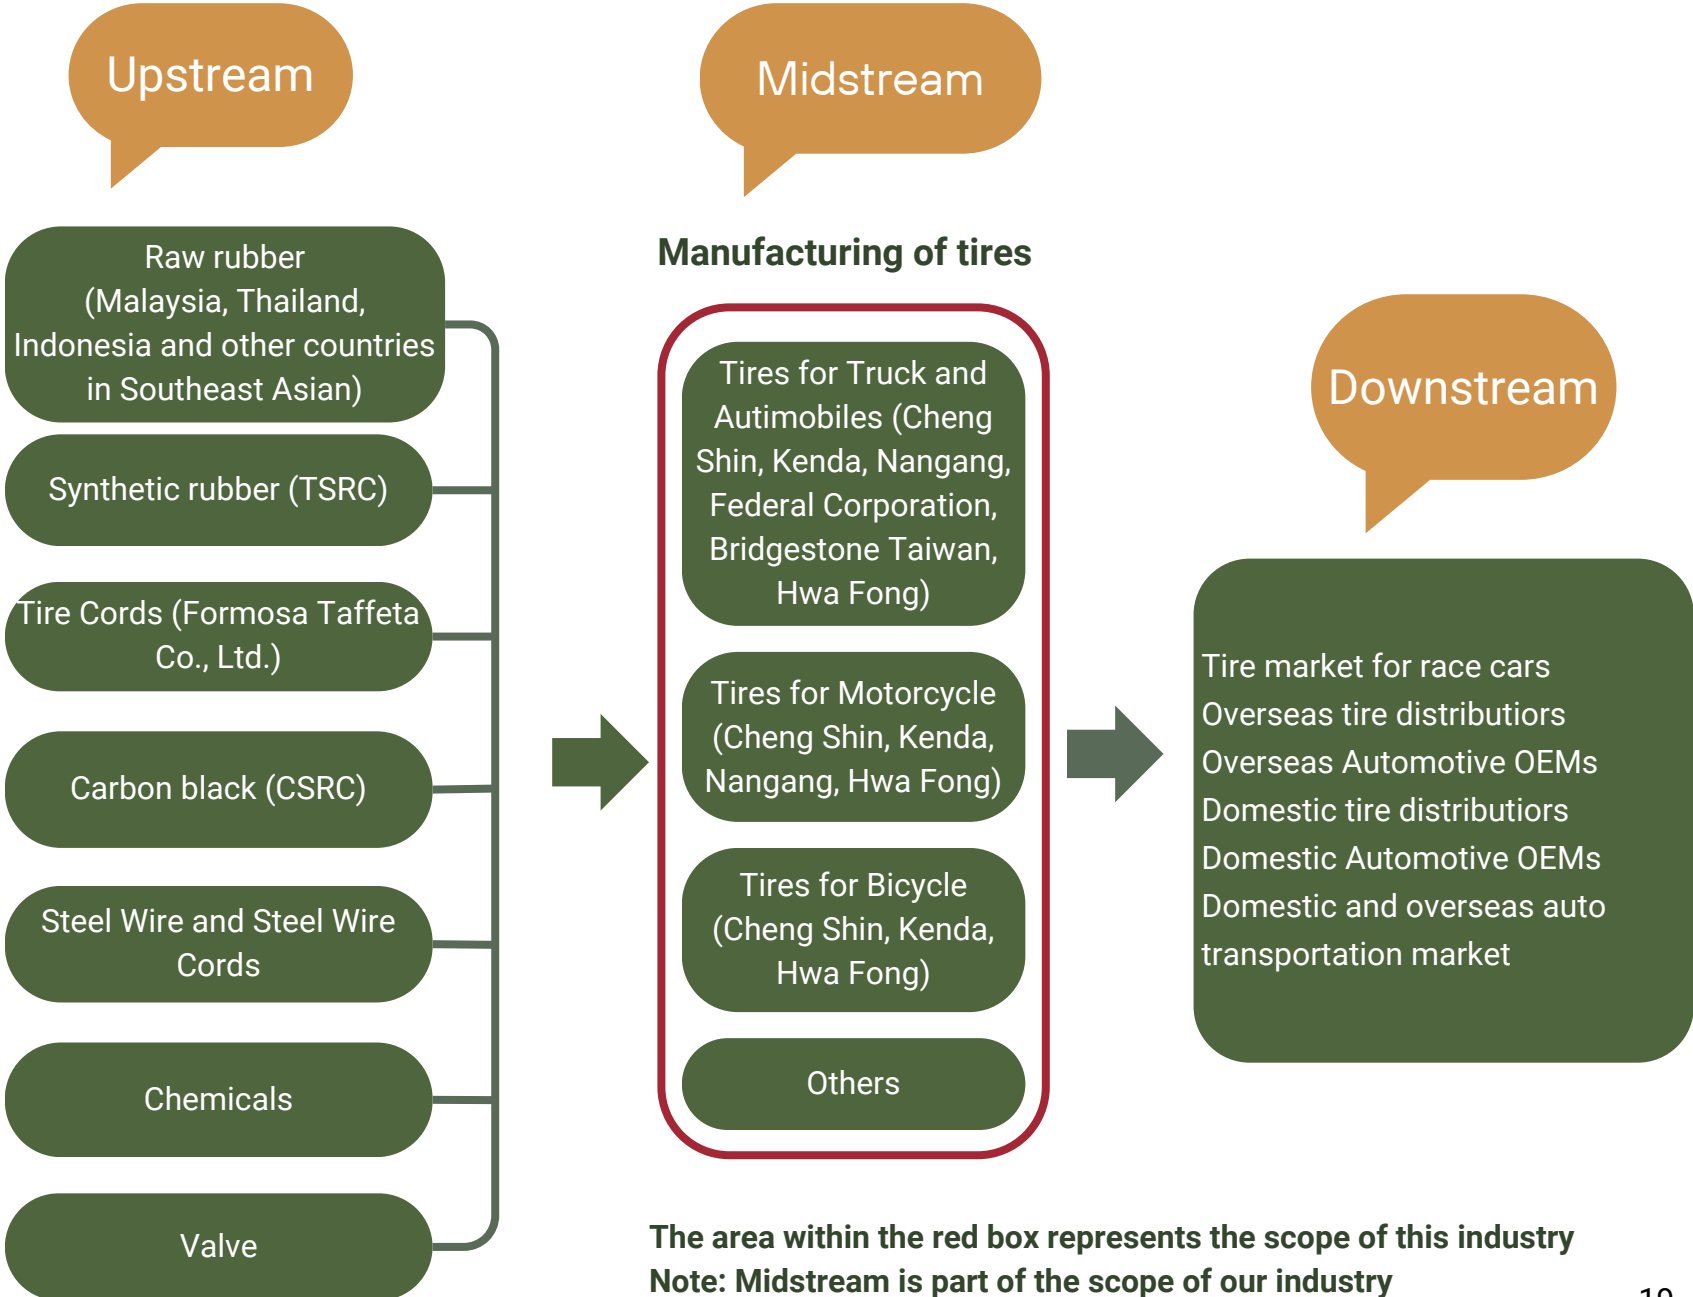 Upstream
Raw rubber
(Malaysia, Thailand,
Indonesia and other countries
in Southeast Asian)
Synthetic rubber (TSRC)
Tire Cords (Formosa Taffeta
Co., Ltd.)
Carbon black (CSRC)
Steel Wire and Steel Wire
Cords
Chemicals
Valve
Midstream
Manufacturing of tires
Tires for Truck and
Autimobiles (Cheng
Shin, Kenda, Nangang,
Federal Corporation,
Bridgestone Taiwan,
Hwa Fong)
Tires for Motorcycle
(Cheng Shin, Kenda,
Nangang, Hwa Fong)
Tires for Bicycle
(Cheng Shin, Kenda,
Hwa Fong)
Others
Downstream
Tire market for race cars
Overseas tire distributiors
Overseas Automotive OEMs
Domestic tire distributiors
Domestic Automotive OEMs
Domestic and overseas auto
transportation market
The area within the red box represents the scope of this industry
Note: Midstream is part of the scope of our industry